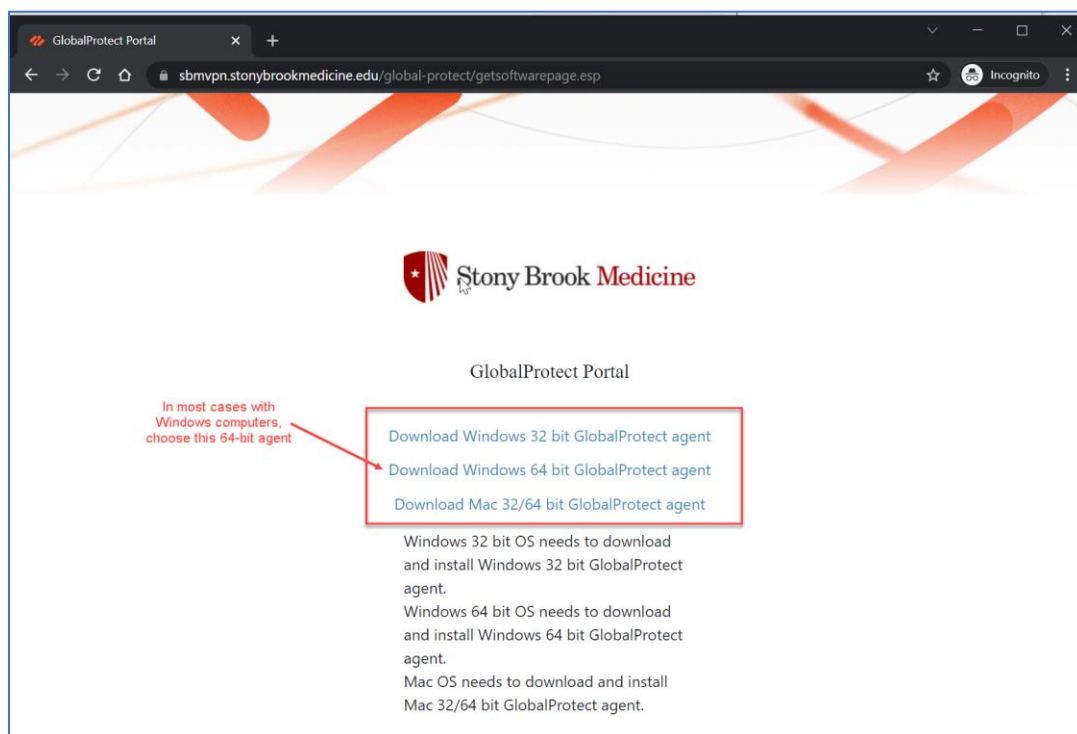 GlobalProtect Portal
sbmvpn.stonybrookmedicine.edu/global-protect/getsoftwarepage.esp
Incognito
Stony Brook Medicine
GlobalProtect Portal
In most cases with
Windows computers,
choose this 64-bit agent
Download Windows 32 bit GlobalProtect agent
Download Windows 64 bit GlobalProtect agent
Download Mac 32/64 bit GlobalProtect agent
Windows 32 bit OS needs to download
and install Windows 32 bit GlobalProtect
agent.
Windows 64 bit OS needs to download
and install Windows 64 bit GlobalProtect
agent.
Mac OS needs to download and install
Mac 32/64 bit GlobalProtect agent.